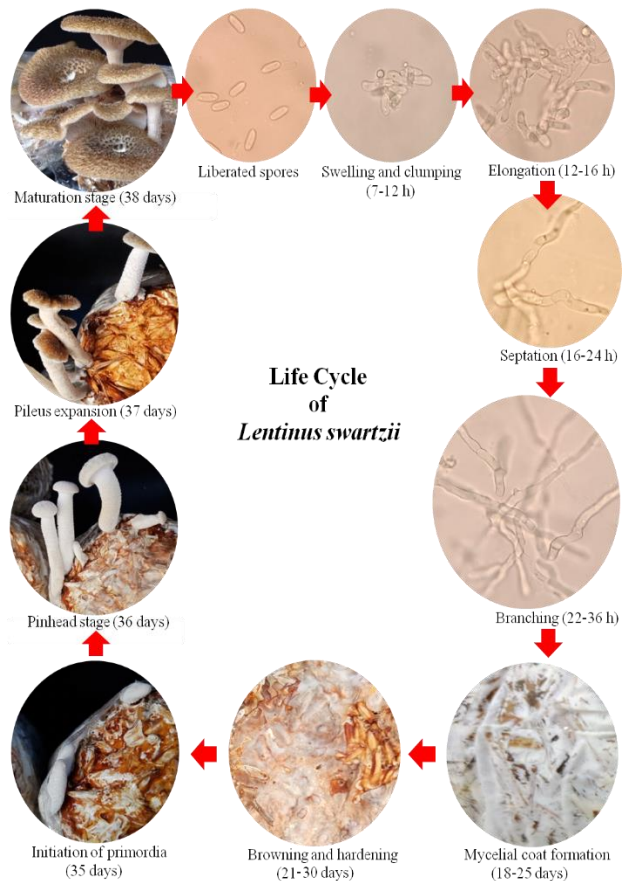 Maturation stage (38 days)
Liberated spores
Swelling and clumping
(7-12 h)
Elongation (12-16 h)
Septation (16-24 h)
Branching (22-36 h)
Mycelial coat formation
(18-25 days)
Browning and hardening
(21-30 days)
Initiation of primordia
(35 days)
Pinhead stage (36 days)
Pileus expansion (37 days)
Life Cycle
of
Lentinus swartzii